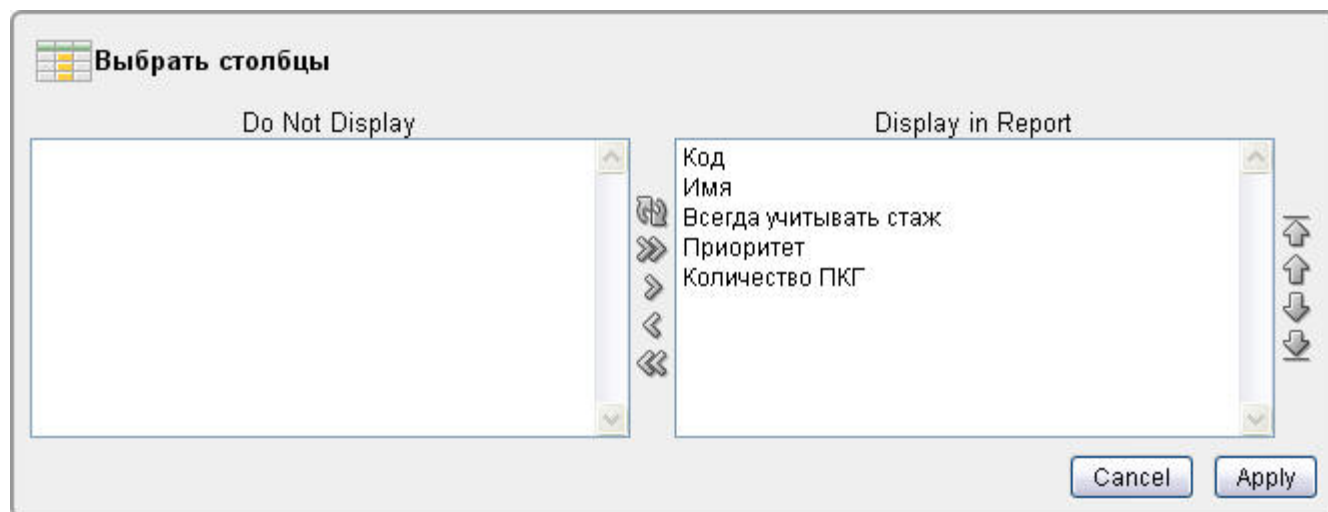 Выбрать столбцы
Do Not Display
Display in Report
Код
Имя
Всегда учитывать стаж
Приоритет
Количество ПКГ
Cancel
Apply